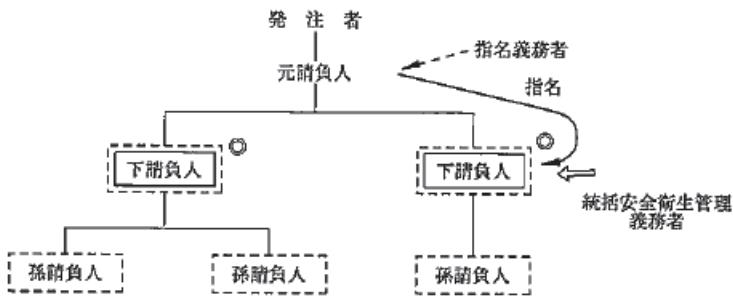 発注者
指名義務者
元請負人
指名
◎
◎
下請負人
下請負人
統括安全衛生管理
義務者
孫請負人
孫請負人
孫請負人